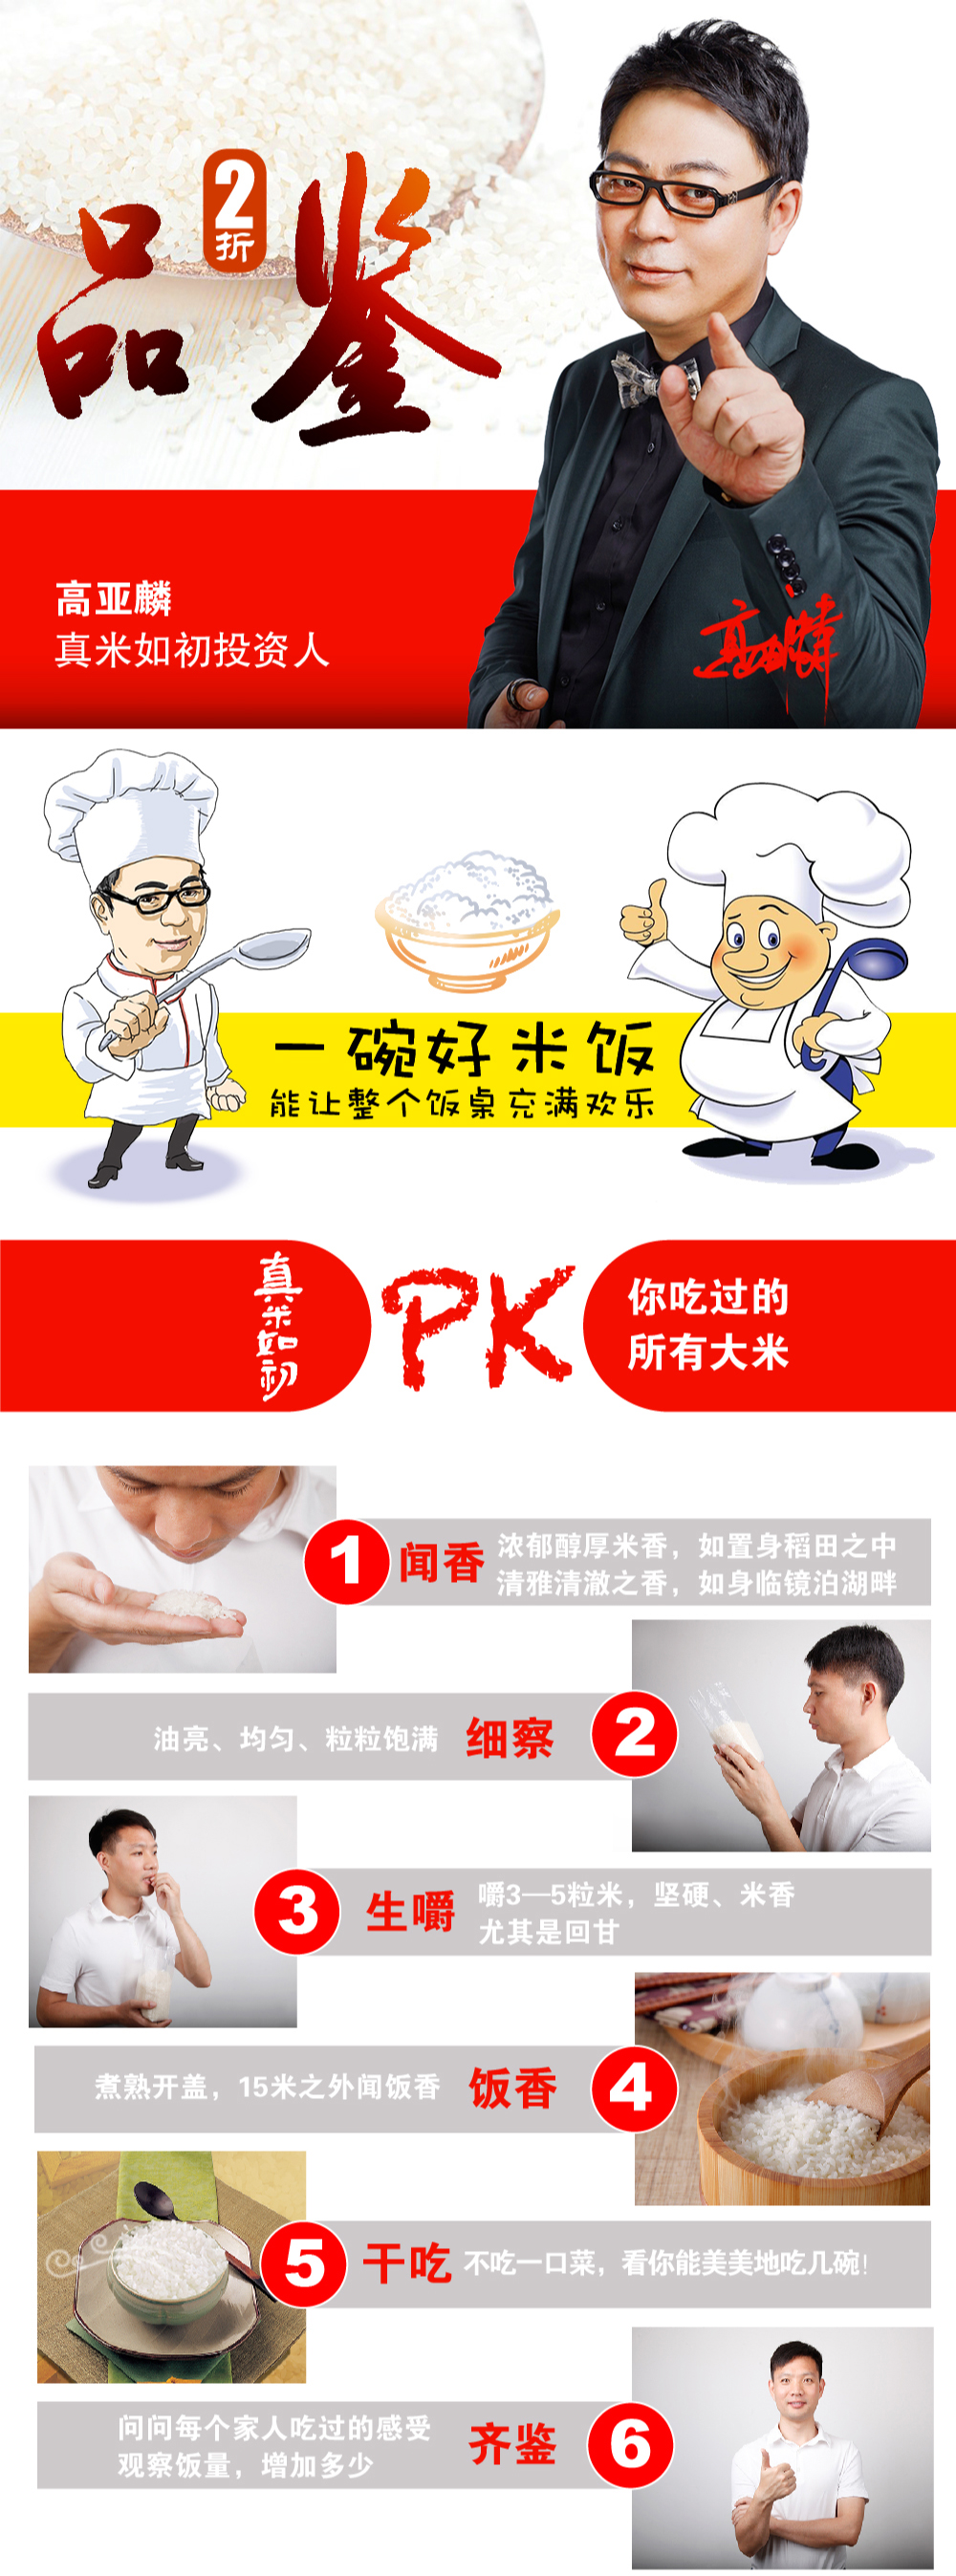 品鉴
2折
高亚麟
真米如初投资人
高亚麟
一碗好米饭
能让整个饭桌充满欢乐
真米如初
PK
你吃过的
所有大米
1
闻香
浓郁醇厚米香，如置身稻田之中
清雅清澈之香，如身临镜泊湖畔
油亮、均匀、粒粒饱满
细察
2
3
生嚼
嚼3—5粒米，坚硬、米香
尤其是回甘
煮熟开盖，15米之外闻饭香
饭香
4
5
干吃
不吃一口菜，看你能美美地吃几碗！
问问每个家人吃过的感受
观察饭量，增加多少
齐鉴
6